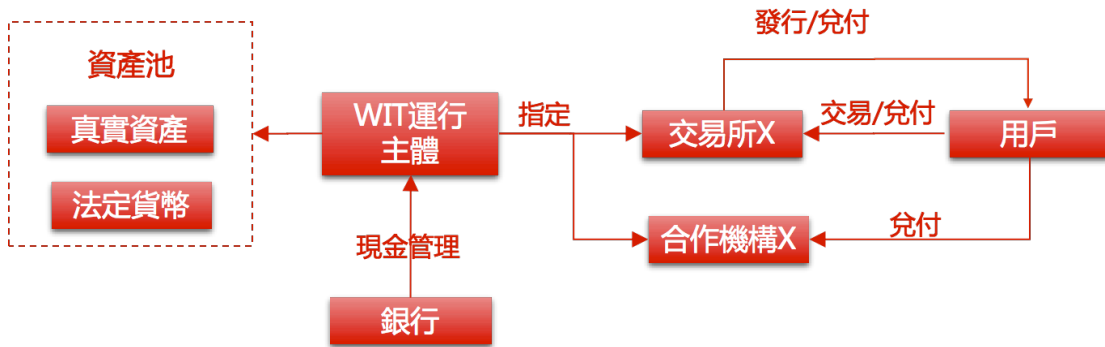 發行/兌付
資產池
真實資產
法定貨幣
WIT運行
主體
指定
交易所X
交易/兌付
用戶
合作機構X
兌付
現金管理
銀行